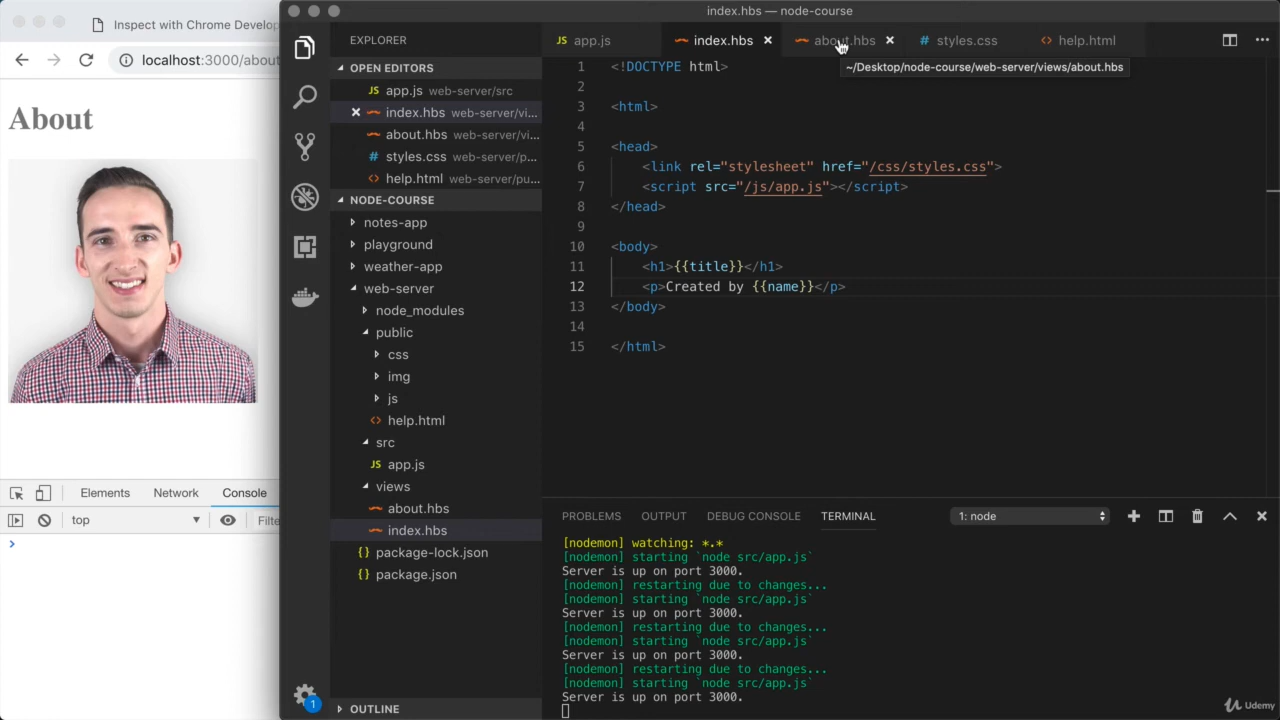 Inspect with Chrome Develop
localhost:3000/about
About
Elements Network Console
top
Filte
index.hbs — node-course
EXPLORER
OPEN EDITORS
JS app.js web-server/src
index.hbs web-server/vi...
about.hbs web-server/vi...
# styles.css web-server/p...
<> help.html web-server/pu...
NODE-COURSE
notes-app
playground
weather-app
web-server
node_modules
public
css
img
js
<> help.html
src
JS app.js
views
about.hbs
index.hbs
{} package-lock.json
{} package.json
OUTLINE
1
JS app.js index.hbs about.hbs # styles.css <> help.html
~/Desktop/node-course/web-server/views/about.hbs
1 <!DOCTYPE html>
2
3 <html>
4
5 <head>
6 <link rel="stylesheet" href="/css/styles.css">
7 <script src="/js/app.js"></script>
8 </head>
9
10 <body>
11 <h1>{{title}}</h1>
12 <p>Created by {{name}}</p>
13 </body>
14
15 </html>
PROBLEMS OUTPUT DEBUG CONSOLE TERMINAL 1: node
[nodemon] watching: *.*
[nodemon] starting `node src/app.js`
Server is up on port 3000.
[nodemon] restarting due to changes...
[nodemon] starting `node src/app.js`
Server is up on port 3000.
[nodemon] restarting due to changes...
[nodemon] starting `node src/app.js`
Server is up on port 3000.
[nodemon] restarting due to changes...
[nodemon] starting `node src/app.js`
Server is up on port 3000.
Udemy